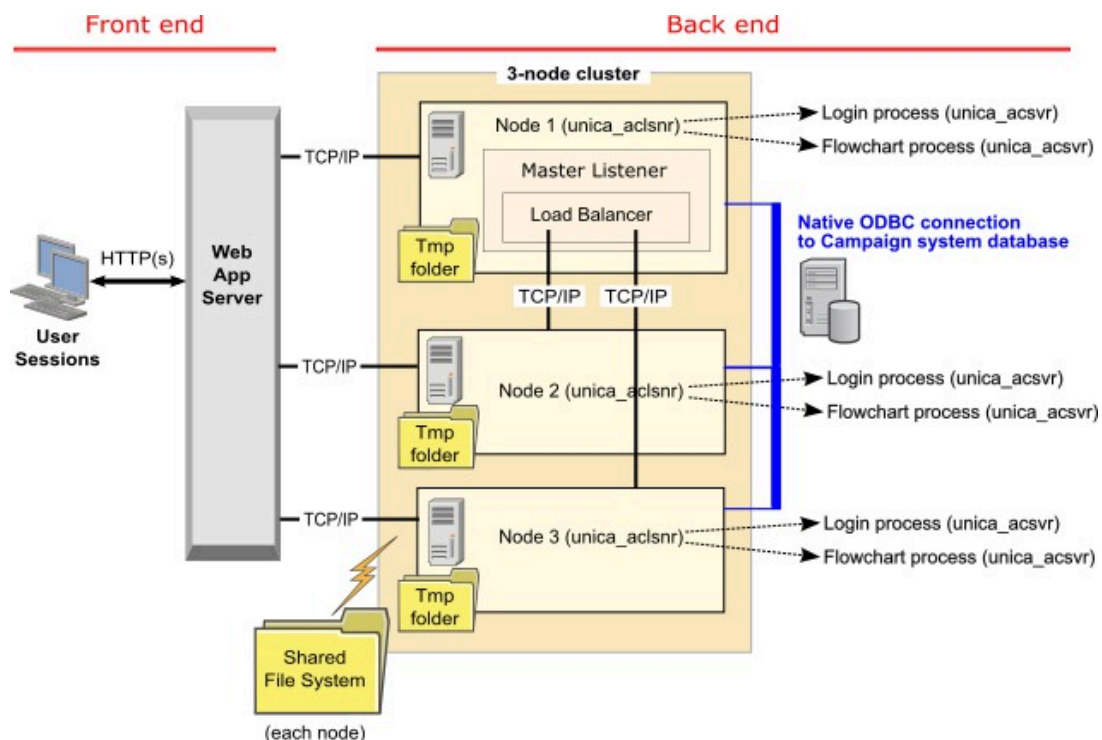 Front end
Back end
3-node cluster
Node 1 (unica_aclsnr)
Login process (unica_acsvr)
Flowchart process (unica_acsvr)
TCP/IP
Master Listener
Load Balancer
Tmp
folder
Native ODBC connection
to Campaign system database
HTTP(s)
Web
App
Server
User
Sessions
TCP/IP
TCP/IP
TCP/IP
Node 2 (unica_aclsnr)
Login process (unica_acsvr)
Flowchart process (unica_acsvr)
Tmp
folder
TCP/IP
Node 3 (unica_aclsnr)
Login process (unica_acsvr)
Flowchart process (unica_acsvr)
Tmp
folder
Shared
File System
(each node)